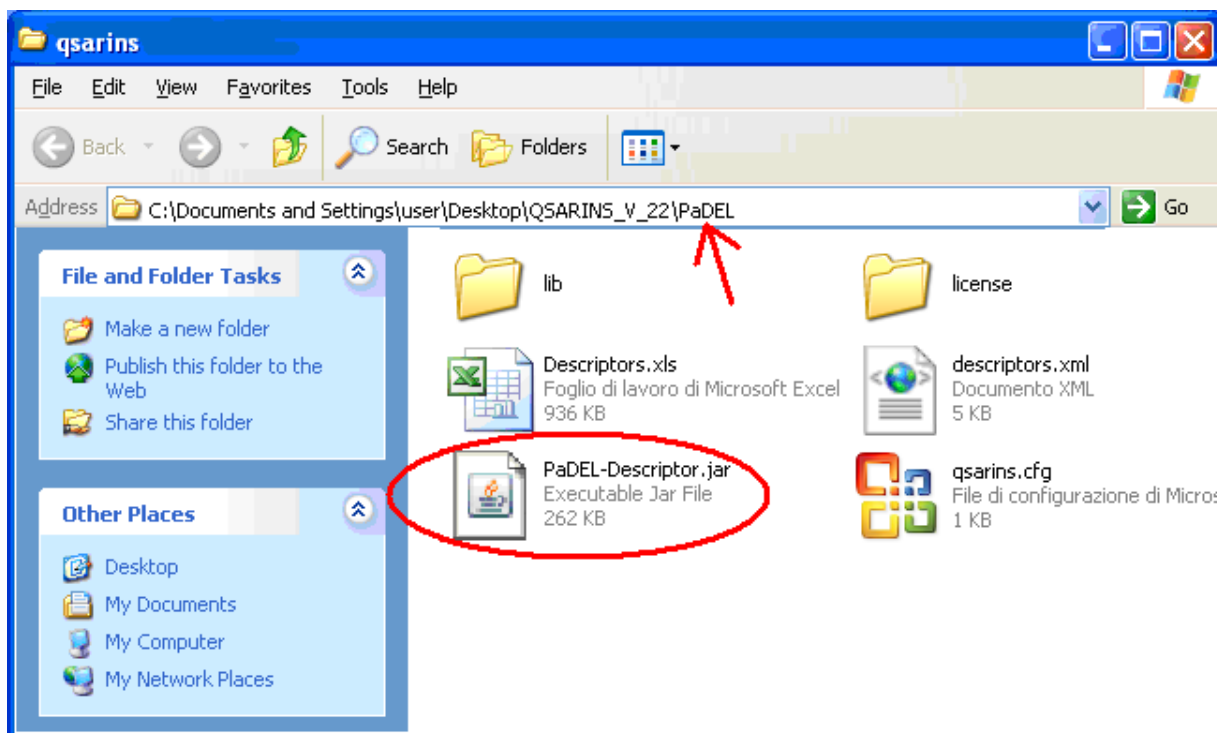 qsarins
File Edit View Favorites Tools Help
Back Search Folders
Address C:\Documents and Settings\user\Desktop\QSARINS_V_22\PaDEL Go
File and Folder Tasks
Make a new folder
Publish this folder to the
Web
Share this folder
Other Places
Desktop
My Documents
My Computer
My Network Places
lib
license
Descriptors.xls
Foglio di lavoro di Microsoft Excel
936 KB
descriptors.xml
Documento XML
5 KB
PaDEL-Descriptor.jar
Executable Jar File
262 KB
qsarins.cfg
File di configurazione di Micros
1 KB